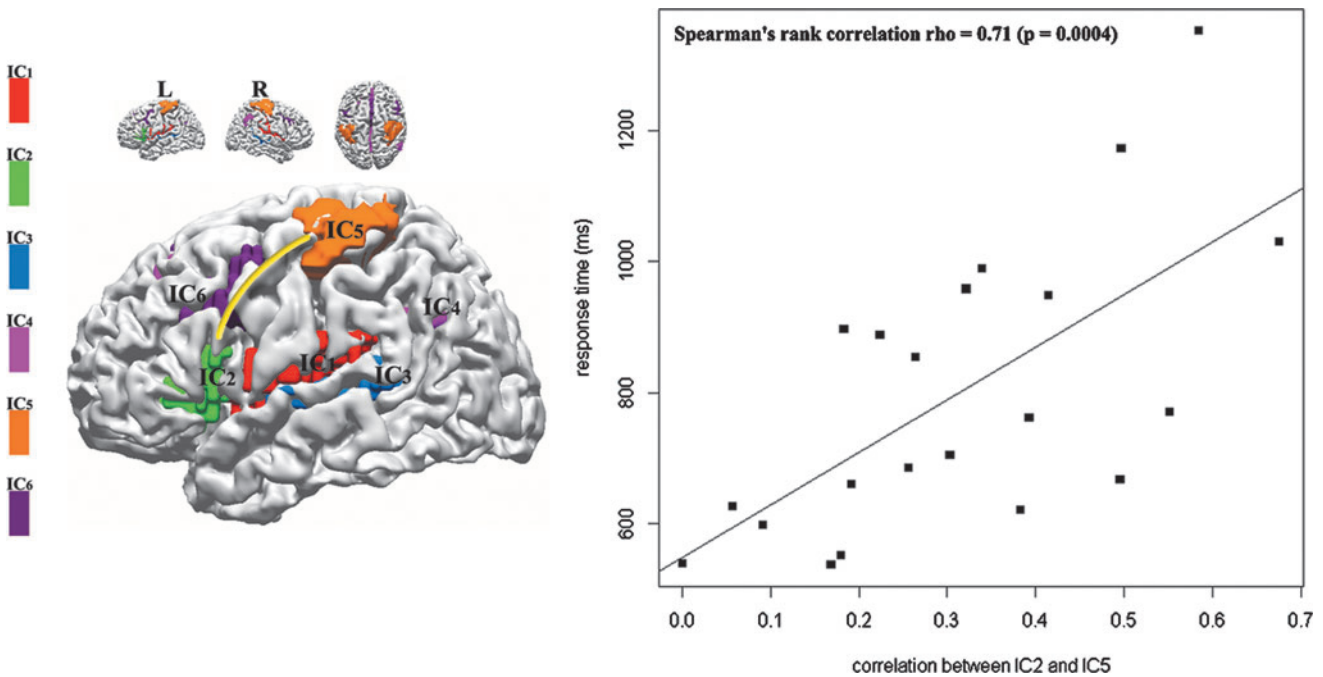 IC1
IC2
IC3
IC4
IC5
IC6
L R
IC5
IC6
IC4
IC2
IC1
IC3
Spearman's rank correlation rho = 0.71 (p = 0.0004)
response time (ms)
1200
1000
800
600
0.0 0.1 0.2 0.3 0.4 0.5 0.6 0.7
correlation between IC2 and IC5